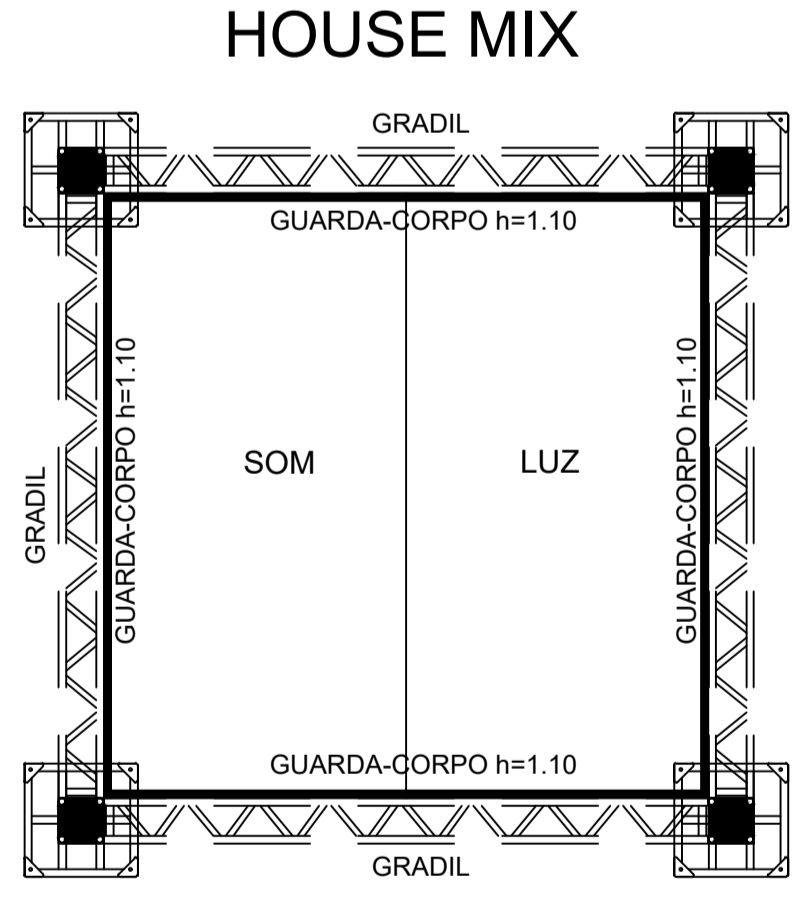 HOUSE MIX
GRADIL
GUARDA-CORPO h=1.10
GUARDA-CORPO h=1.10
GUARDA-CORPO h=1.10
SOM
LUZ
GRADIL
GUARDA-CORPO h=1.10
GRADIL